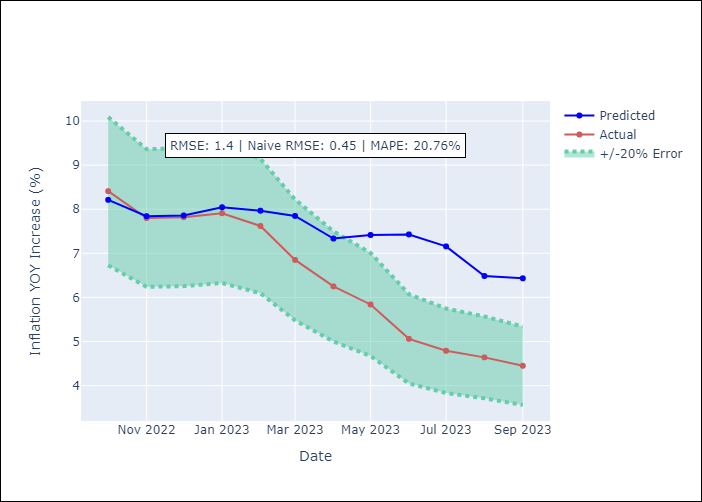 10
9
8
7
6
5
4
Inflation YOY Increase (%)
RMSE: 1.4 | Naive RMSE: 0.45 | MAPE: 20.76%
Predicted
Actual
+/-20% Error
Nov 2022
Jan 2023
Mar 2023
May 2023
Jul 2023
Sep 2023
Date